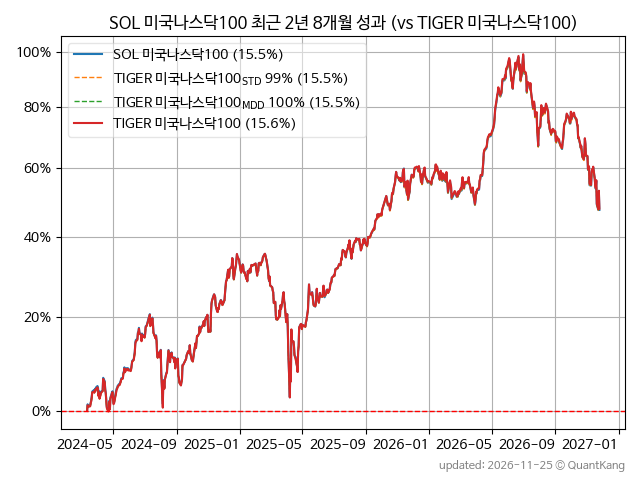 SOL 미국나스닥100 최근 2년 8개월 성과 (vs TIGER 미국나스닥100)
100%
80%
60%
40%
20%
0%
SOL 미국나스닥100 (15.5%)
TIGER 미국나스닥100STD 99% (15.5%)
TIGER 미국나스닥100MDD 100% (15.5%)
TIGER 미국나스닥100 (15.6%)
2024-05 2024-09 2025-01 2025-05 2025-09 2026-01 2026-05 2026-09 2027-01
updated: 2026-11-25 © QuantKang